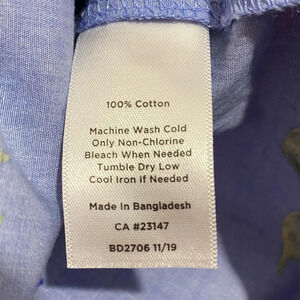 100% Cotton
Machine Wash Cold
Only Non-Chlorine
Bleach When Needed
Tumble Dry Low
Cool Iron if Needed
Made In Bangladesh
CA #23147
BD2706 11/19